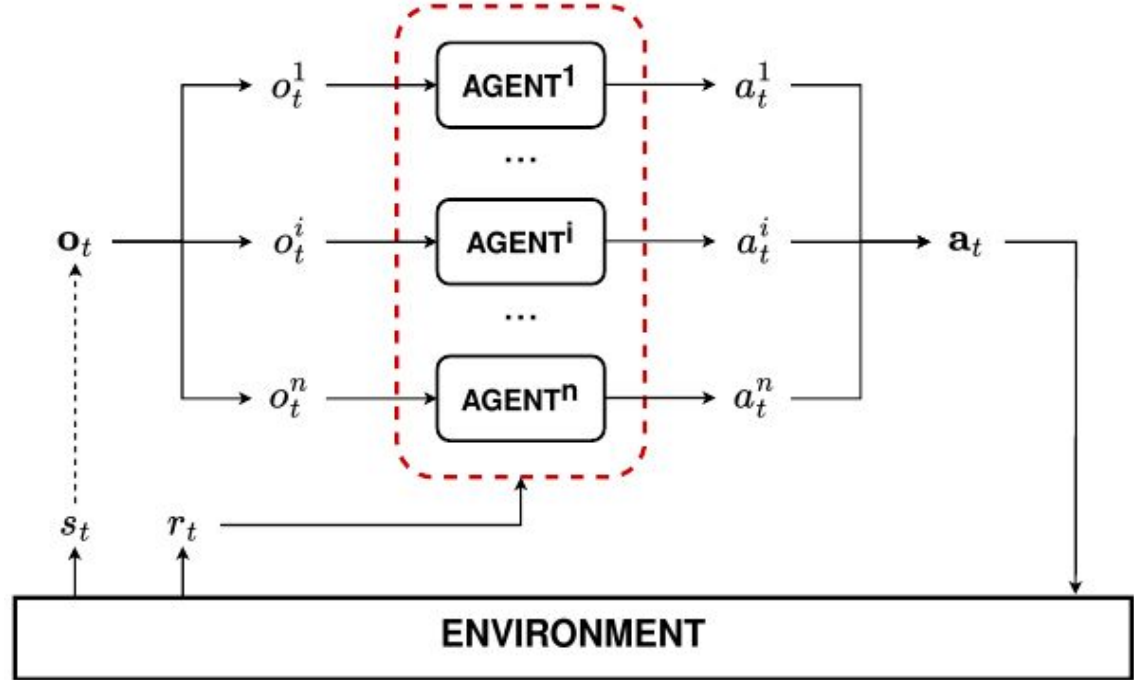 o_t^1 AGENT^1 a_t^1
...
𝐨_t o_t^i AGENT^i a_t^i 𝐚_t
...
o_t^n AGENT^n a_t^n
s_t r_t
ENVIRONMENT